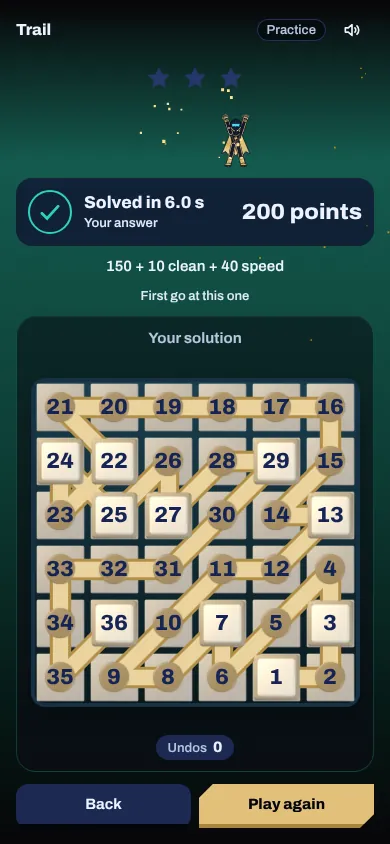 Trail
Practice
Solved in 6.0 s
Your answer
200 points
150 + 10 clean + 40 speed
First go at this one
Your solution
21 20 19 18 17 16
24 22 26 28 29 15
23 25 27 30 14 13
33 32 31 11 12 4
34 36 10 7 5 3
35 9 8 6 1 2
Undos 0
Back
Play again